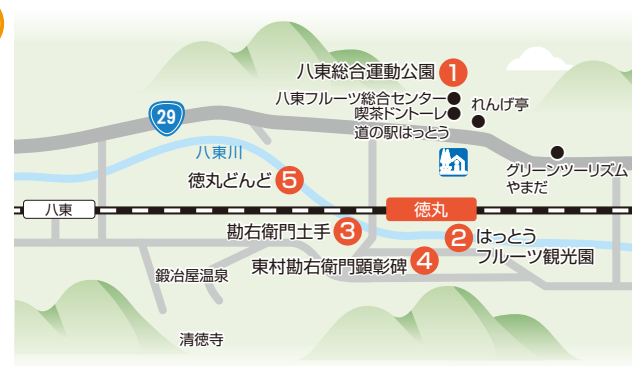 八東総合運動公園 1
八東フルーツ総合センター
喫茶ドントーレ
道の駅はっとう
れんげ亭
29
八東川
グリーンツーリズム
やまだ
徳丸どんど 5
八東
徳丸
勘右衛門土手 3
2 はっとう
フルーツ観光園
東村勘右衛門顕彰碑 4
鍛冶屋温泉
清徳寺